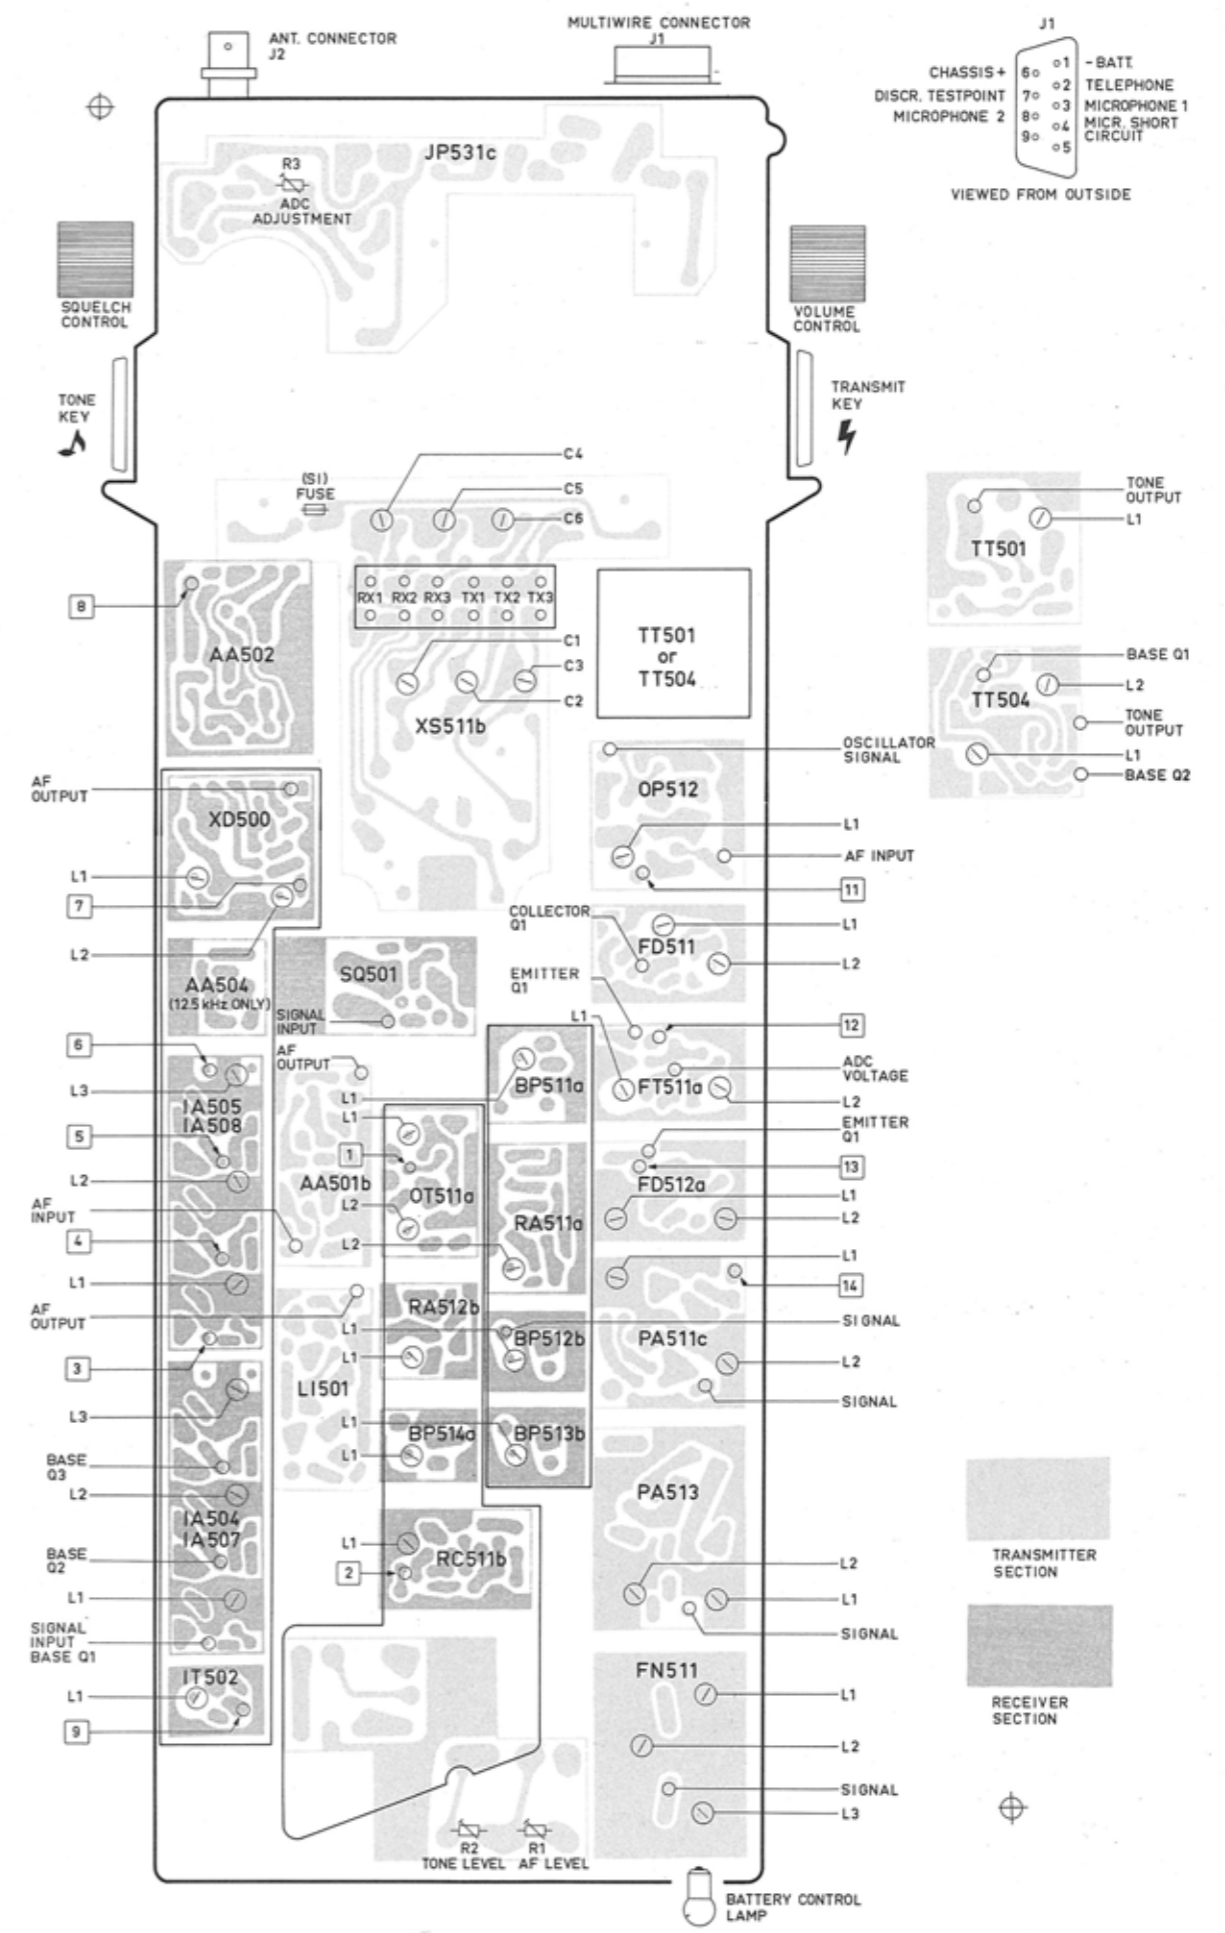 ANT. CONNECTOR
J2
MULTIWIRE CONNECTOR
J1
J1
CHASSIS +
DISCR. TESTPOINT
MICROPHONE 2
6
7
8
9
1
2
3
4
5
- BATT.
TELEPHONE
MICROPHONE 1
MICR. SHORT
CIRCUIT
VIEWED FROM OUTSIDE
JP531c
R3
ADC
ADJUSTMENT
SQUELCH
CONTROL
VOLUME
CONTROL
TONE
KEY
TRANSMIT
KEY
C4
C5
C6
(SI)
FUSE
RX1 RX2 RX3 TX1 TX2 TX3
C1
C3
C2
XS511b
8
AA502
TT501
or
TT504
TONE
OUTPUT
L1
TT501
BASE Q1
L2
TT504
TONE
OUTPUT
L1
BASE Q2
OSCILLATOR
SIGNAL
OP512
L1
AF INPUT
11
AF
OUTPUT
XD500
L1
7
L2
COLLECTOR
Q1
FD511
L1
L2
AA504
(12.5 kHz ONLY)
SQ501
SIGNAL
INPUT
EMITTER
Q1
L1
12
ADC
VOLTAGE
FT511a
L2
6
L3
IA505
IA508
5
L2
AF
INPUT
4
L1
AF
OUTPUT
3
AF
OUTPUT
AA501b
L1
BP511a
L1
1
OT511a
L2
L2
RA511a
EMITTER
Q1
13
FD512a
L1
L2
L1
14
RA512b
L1
L1
BP512b
SIGNAL
PA511c
L2
SIGNAL
LI501
L3
BASE
Q3
L2
IA504
IA507
BASE
Q2
L1
SIGNAL
INPUT
BASE Q1
L1
BP514a
L1
BP513b
PA513
L1
RC511b
2
L2
L1
SIGNAL
TRANSMITTER
SECTION
RECEIVER
SECTION
IT502
L1
9
FN511
L1
L2
SIGNAL
L3
R2
TONE LEVEL
R1
AF LEVEL
BATTERY CONTROL
LAMP